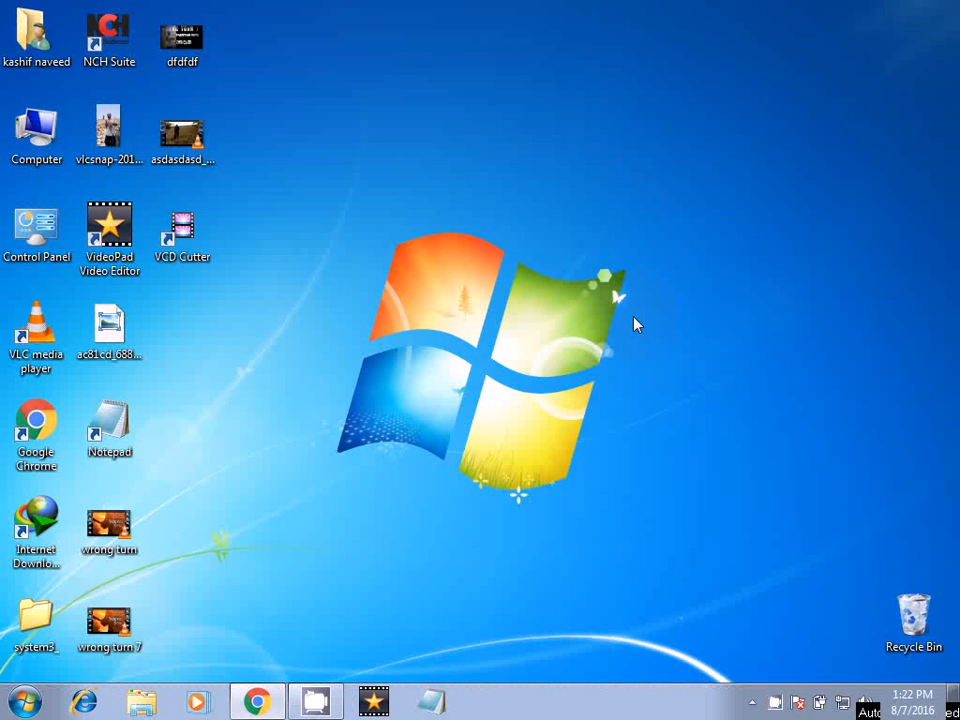 kashif naveed
NCH Suite
dfdfdf
Computer
vlcsnap-201...
asdasdasd_...
Control Panel
VideoPad
Video Editor
VCD Cutter
VLC media
player
ac81cd_688...
Google
Chrome
Notepad
Internet
Downlo...
wrong turn
system3_
wrong turn 7
Recycle Bin
1:22 PM
8/7/2016